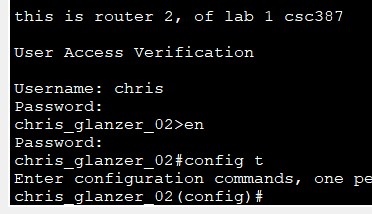 this is router 2, of lab 1 csc387
User Access Verification
Username: chris
Password:
chris_glanzer_02>en
Password:
chris_glanzer_02#config t
Enter configuration commands, one pe
chris_glanzer_02(config)#